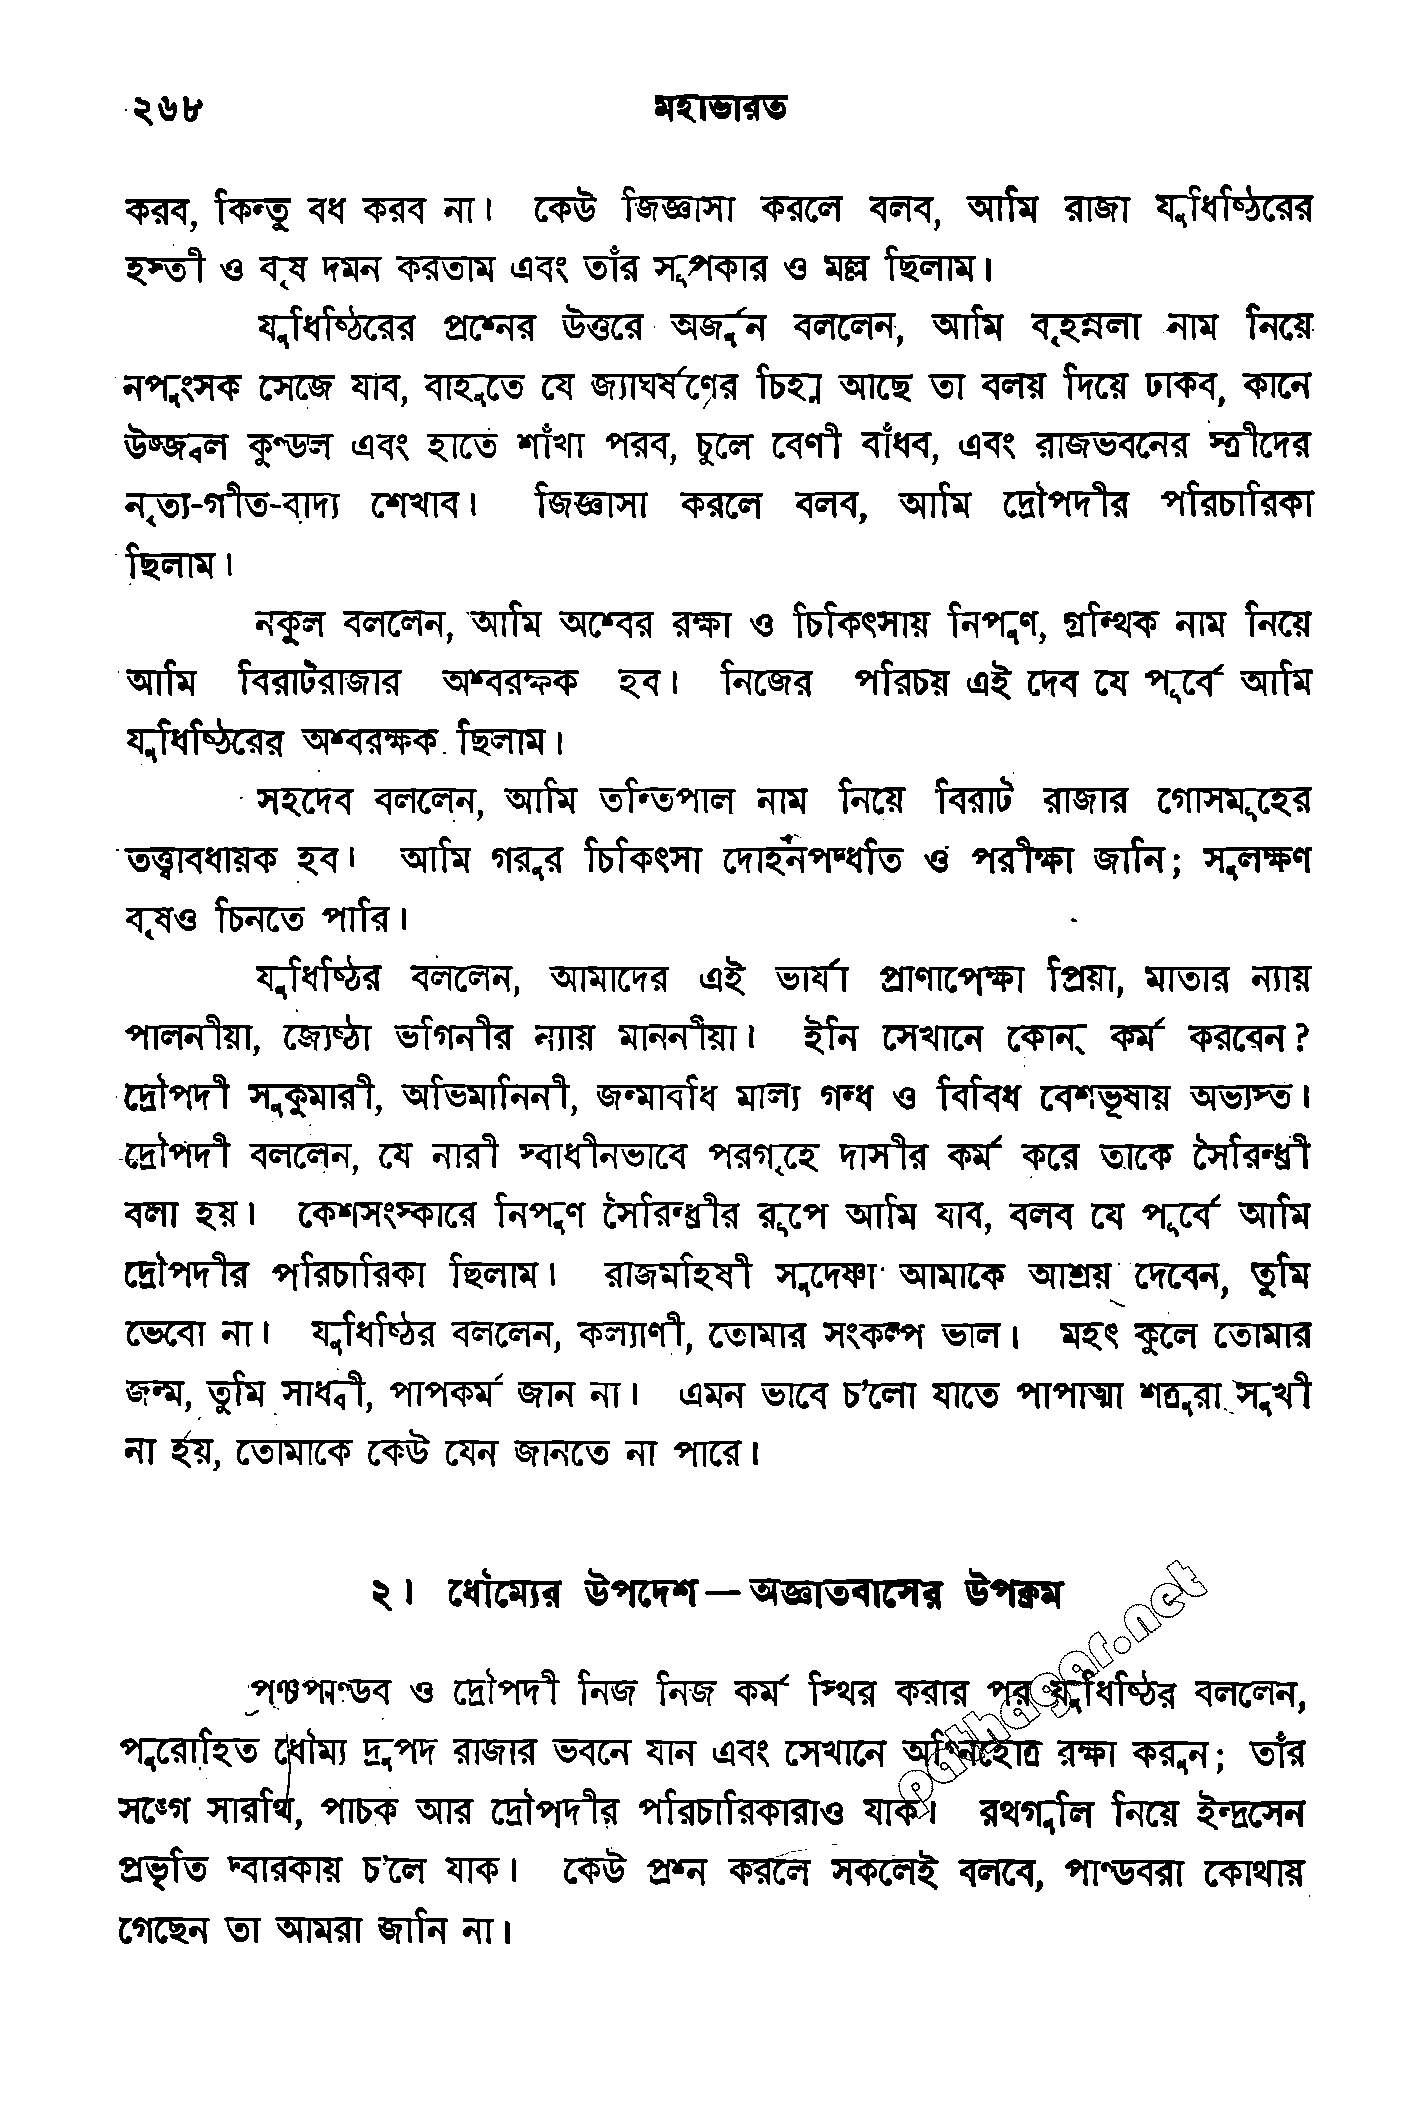 ২৬৮ মহাভারত
করব, কিন্তু বধ করব না। কেউ জিজ্ঞাসা করলে বলব, আমি রাজা যুধিষ্ঠিরের
হস্তী ও বৃষ দমন করতাম এবং তাঁর সূপকার ও মল্ল ছিলাম।
যুধিষ্ঠিরের প্রশ্নের উত্তরে অর্জুন বললেন, আমি বৃহন্নলা নাম নিয়ে
নপুংসক সেজে যাব, বাহুতে যে জ্যাঘর্ষণের চিহ্ন আছে তা বলয় দিয়ে ঢাকব, কানে
উজ্জ্বল কুণ্ডল এবং হাতে শাঁখা পরব, চুলে বেণী বাঁধব, এবং রাজভবনের স্ত্রীদের
নৃত্য-গীত-বাদ্য শেখাব। জিজ্ঞাসা করলে বলব, আমি দ্রৌপদীর পরিচারিকা
ছিলাম।
নকুল বললেন, আমি অশ্বের রক্ষা ও চিকিৎসায় নিপুণ, গ্রন্থিক নাম নিয়ে
আমি বিরাটরাজার অশ্বরক্ষক হব। নিজের পরিচয় এই দেব যে পূর্বে আমি
যুধিষ্ঠিরের অশ্বরক্ষক ছিলাম।
সহদেব বললেন, আমি তন্তিপাল নাম নিয়ে বিরাট রাজার গোসমূহের
তত্ত্বাবধায়ক হব। আমি গরুর চিকিৎসা দোহনপদ্ধতি ও পরীক্ষা জানি; সুলক্ষণ
বৃষও চিনতে পারি।
যুধিষ্ঠির বললেন, আমাদের এই ভার্যা প্রাণাপেক্ষা প্রিয়া, মাতার ন্যায়
পালনীয়া, জ্যেষ্ঠা ভগিনীর ন্যায় মাননীয়া। ইনি সেখানে কোন্ কর্ম করবেন?
দ্রৌপদী সুকুমারী, অভিমানিনী, জন্মাবধি মাল্য গন্ধ ও বিবিধ বেশভূষায় অভ্যস্ত।
দ্রৌপদী বললেন, যে নারী স্বাধীনভাবে পরগৃহে দাসীর কর্ম করে তাকে সৈরিন্ধ্রী
বলা হয়। কেশসংস্কারে নিপুণ সৈরিন্ধ্রীর রূপে আমি যাব, বলব যে পূর্বে আমি
দ্রৌপদীর পরিচারিকা ছিলাম। রাজমহিষী সুদেষ্ণা আমাকে আশ্রয় দেবেন, তুমি
ভেবো না। যুধিষ্ঠির বললেন, কল্যাণী, তোমার সংকল্প ভাল। মহৎ কুলে তোমার
জন্ম, তুমি সাধ্বী, পাপকর্ম জান না। এমন ভাবে চ’লো যাতে পাপাত্মা শত্রুরা সুখী
না হয়, তোমাকে কেউ যেন জানতে না পারে।
২। ধৌম্যের উপদেশ—অজ্ঞাতবাসের উপক্রম
পঞ্চপাণ্ডব ও দ্রৌপদী নিজ নিজ কর্ম স্থির করার পর যুধিষ্ঠির বললেন,
পুরোহিত ধৌম্য দ্রুপদ রাজার ভবনে যান এবং সেখানে অগ্নিহোত্র রক্ষা করুন; তাঁর
সঙ্গে সারথি, পাচক আর দ্রৌপদীর পরিচারিকারাও যাক। রথগুলি নিয়ে ইন্দ্রসেন
প্রভৃতি দ্বারকায় চ’লে যাক। কেউ প্রশ্ন করলে সকলেই বলবে, পাণ্ডবরা কোথায়
গেছেন তা আমরা জানি না।
pathagar.net